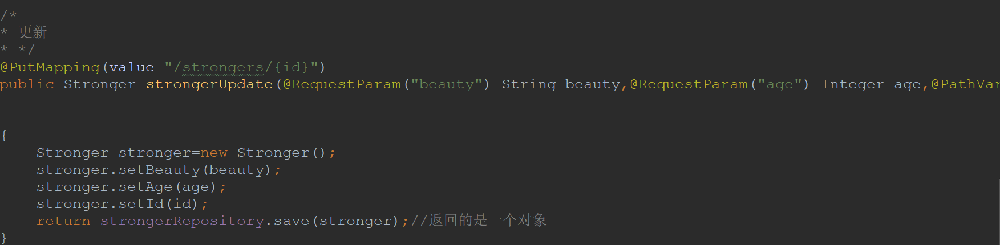 /*
* 更新
* */
@PutMapping(value="/strongers/{id}")
public Stronger strongerUpdate(@RequestParam("beauty") String beauty,@RequestParam("age") Integer age,@PathVar
{
Stronger stronger=new Stronger();
stronger.setBeauty(beauty);
stronger.setAge(age);
stronger.setId(id);
return strongerRepository.save(stronger);//返回的是一个对象
}